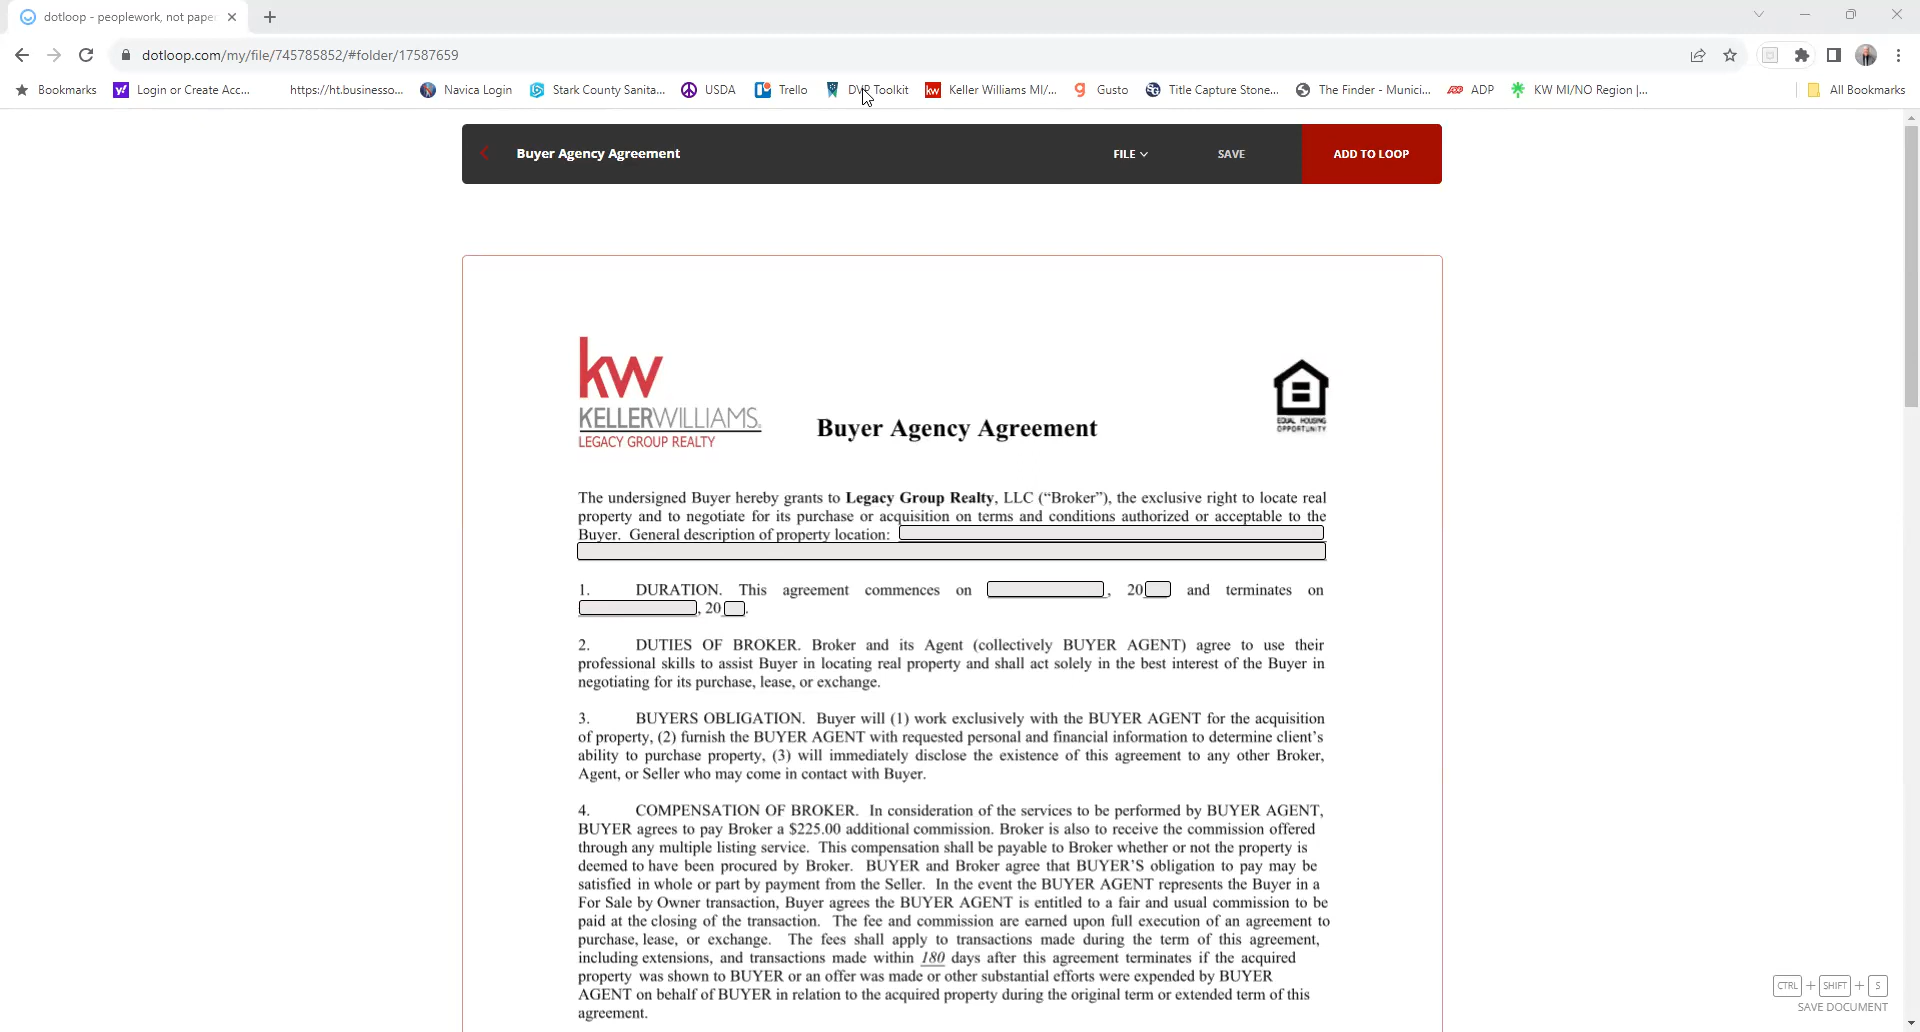 dotloop - peoplework, not paper
dotloop.com/my/file/745785852/#folder/17587659
Bookmarks
Login or Create Acc...
https://ht.businesso...
Navica Login
Stark County Sanita...
USDA
Trello
Toolkit
Keller Williams MI/...
Gusto
Title Capture Stone...
The Finder - Munici...
ADP
KW MI/NO Region |...
All Bookmarks
Buyer Agency Agreement
FILE
SAVE
ADD TO LOOP
kw
KELLERWILLIAMS.
LEGACY GROUP REALTY
Buyer Agency Agreement
EQUAL HOUSING
OPPORTUNITY
The undersigned Buyer hereby grants to Legacy Group Realty, LLC (“Broker”), the exclusive right to locate real
property and to negotiate for its purchase or acquisition on terms and conditions authorized or acceptable to the
Buyer. General description of property location:
1. DURATION. This agreement commences on , 20 and terminates on
, 20 .
2. DUTIES OF BROKER. Broker and its Agent (collectively BUYER AGENT) agree to use their
professional skills to assist Buyer in locating real property and shall act solely in the best interest of the Buyer in
negotiating for its purchase, lease, or exchange.
3. BUYERS OBLIGATION. Buyer will (1) work exclusively with the BUYER AGENT for the acquisition
of property, (2) furnish the BUYER AGENT with requested personal and financial information to determine client’s
ability to purchase property, (3) will immediately disclose the existence of this agreement to any other Broker,
Agent, or Seller who may come in contact with Buyer.
4. COMPENSATION OF BROKER. In consideration of the services to be performed by BUYER AGENT,
BUYER agrees to pay Broker a $225.00 additional commission. Broker is also to receive the commission offered
through any multiple listing service. This compensation shall be payable to Broker whether or not the property is
deemed to have been procured by Broker. BUYER and Broker agree that BUYER’S obligation to pay may be
satisfied in whole or part by payment from the Seller. In the event the BUYER AGENT represents the Buyer in a
For Sale by Owner transaction, Buyer agrees the BUYER AGENT is entitled to a fair and usual commission to be
paid at the closing of the transaction. The fee and commission are earned upon full execution of an agreement to
purchase, lease, or exchange. The fees shall apply to transactions made during the term of this agreement,
including extensions, and transactions made within 180 days after this agreement terminates if the acquired
property was shown to BUYER or an offer was made or other substantial efforts were expended by BUYER
AGENT on behalf of BUYER in relation to the acquired property during the original term or extended term of this
agreement.
CTRL + SHIFT + S
SAVE DOCUMENT